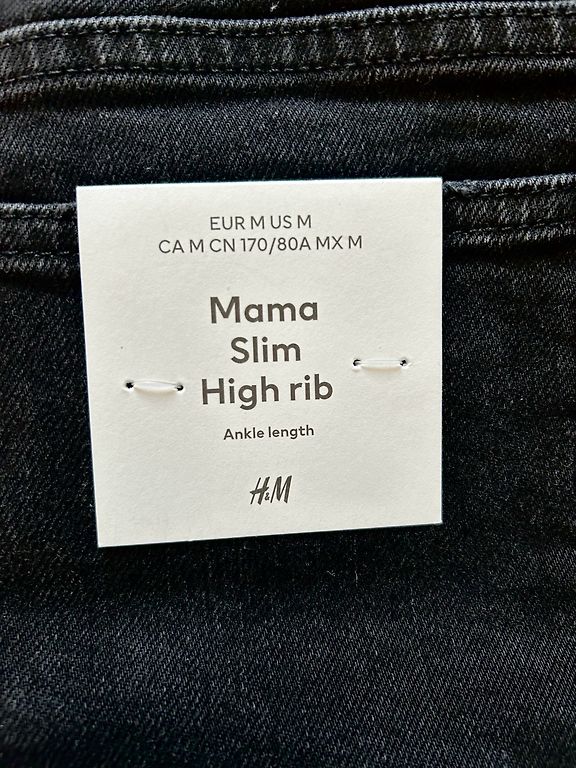 EUR M US M
CA M CN 170/80A MX M
Mama
Slim
High rib
Ankle length
H&M